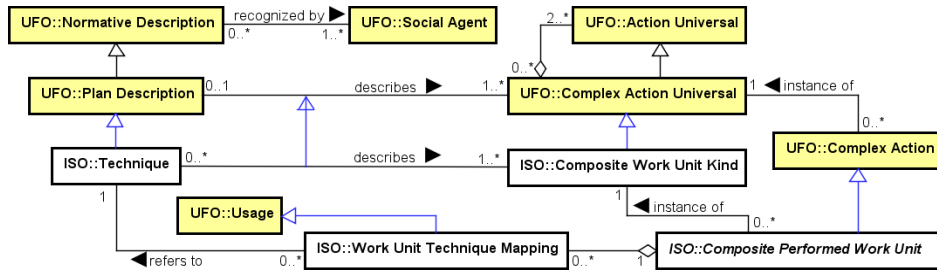 UFO::Normative Description
recognized by ▶
0..*
1..*
UFO::Social Agent
2..*
UFO::Action Universal
0..*
UFO::Plan Description
0..1
describes ▶
1..*
UFO::Complex Action Universal
1
◀ instance of
0..*
UFO::Complex Action
ISO::Technique
0..*
describes ▶
1..*
ISO::Composite Work Unit Kind
1
1
◀ instance of
0..*
UFO::Usage
ISO::Work Unit Technique Mapping
ISO::Composite Performed Work Unit
◀ refers to
0..*
0..*
1